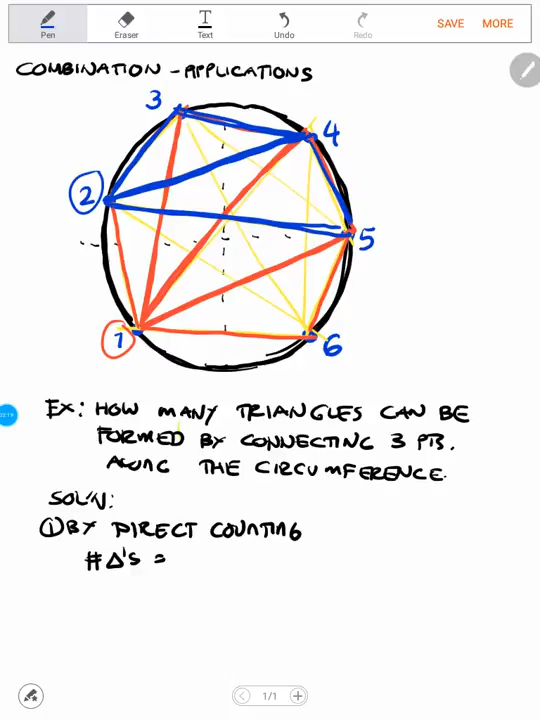 Pen Eraser Text Undo Redo SAVE MORE
COMBINATION - APPLICATIONS
3
4
2
5
1
6
EX: HOW MANY TRIANGLES CAN BE
FORMED BY CONNECTING 3 PTS.
ALONG THE CIRCUMFERENCE.
SOL'N:
① BY DIRECT COUNTING
# Δ'S =
1/1